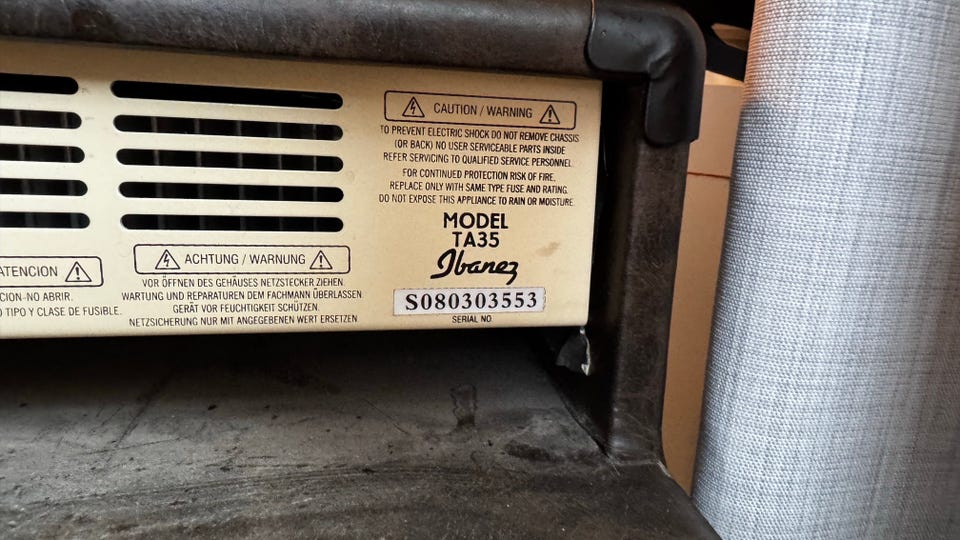 CAUTION / WARNING
TO PREVENT ELECTRIC SHOCK DO NOT REMOVE CHASSIS
(OR BACK) NO USER SERVICEABLE PARTS INSIDE
REFER SERVICING TO QUALIFIED SERVICE PERSONNEL.
FOR CONTINUED PROTECTION RISK OF FIRE,
REPLACE ONLY WITH SAME TYPE FUSE AND RATING.
DO NOT EXPOSE THIS APPLIANCE TO RAIN OR MOISTURE.
MODEL
TA35
Ibanez
S080303553
SERIAL NO.
ACHTUNG / WARNUNG
VOR ÖFFNEN DES GEHÄUSES NETZSTECKER ZIEHEN.
WARTUNG UND REPARATUREN DEM FACHMANN ÜBERLASSEN
GERÄT VOR FEUCHTIGKEIT SCHÜTZEN.
NETZSICHERUNG NUR MIT ANGEGEBENEN WERT ERSETZEN.
ATENCION
CION-NO ABRIR.
O TIPO Y CLASE DE FUSIBLE.